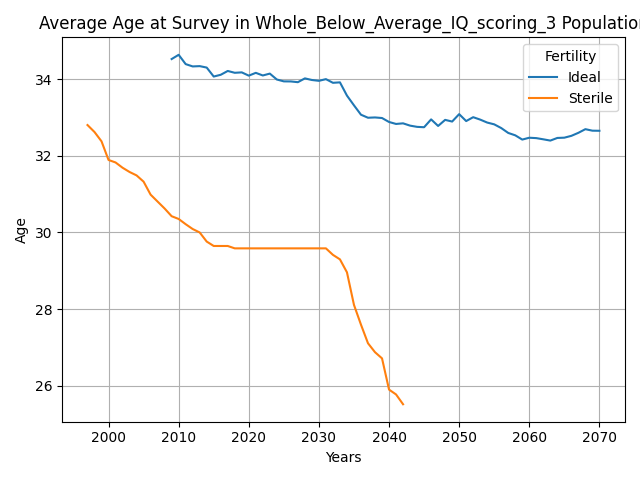 Average Age at Survey in Whole_Below_Average_IQ_scoring_3 Population
Fertility
Ideal
Sterile
34
32
30
28
26
Age
2000 2010 2020 2030 2040 2050 2060 2070
Years